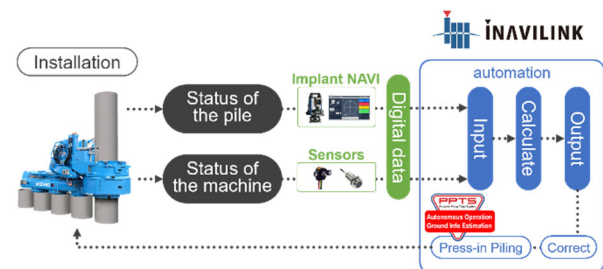 iNAVILINK
Installation
automation
Implant NAVI
Status of
the pile
Digital data
Input
Calculate
Output
Sensors
Status of
the machine
PPTS
Autonomous Operation
Ground Info Estimation
Press-in Piling
Correct